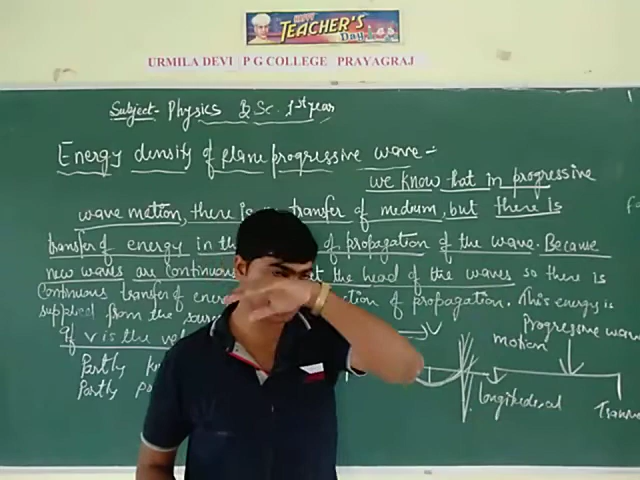 HAPPY
TEACHER'S
Day
URMILA DEVI P G COLLEGE PRAYAGRAJ
Subject- Physics B.Sc. 1st year
Energy density of plane progressive wave -
we know that in progressive
wave motion, there is transfer of medium, but there is
transfer of energy in the of propagation of the wave. Because
new waves are continuous at the head of the waves so there is
Continuous transfer of ener tion of propagation. This energy is
supplied from the sour
If v is the vel V
Progressive wave
motion
Partly
Partly
longitudinal
Transv